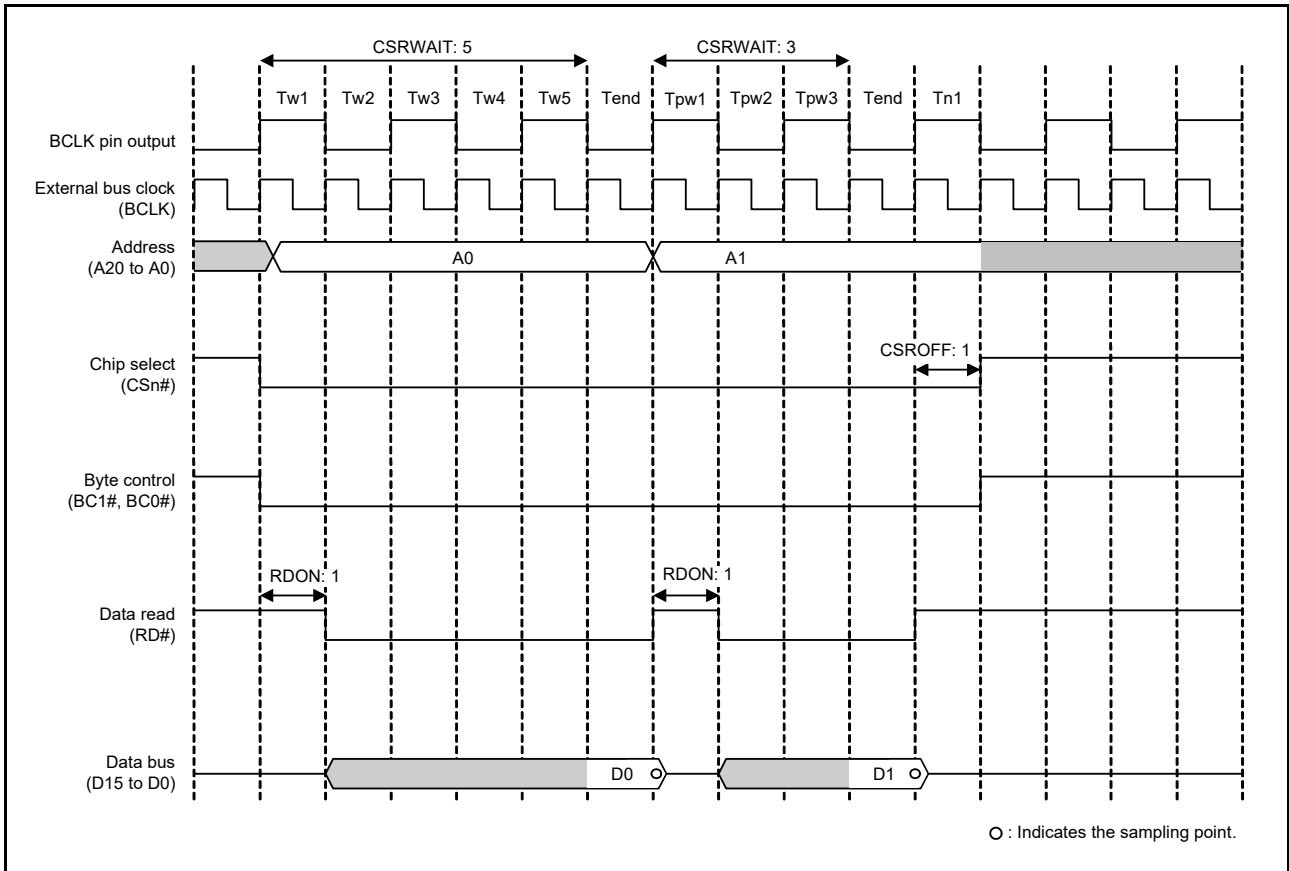 CSRWAIT: 5
CSRWAIT: 3
Tw1 Tw2 Tw3 Tw4 Tw5 Tend Tpw1 Tpw2 Tpw3 Tend Tn1
BCLK pin output
External bus clock
(BCLK)
Address
(A20 to A0)
A0
A1
CSROFF: 1
Chip select
(CSn#)
Byte control
(BC1#, BC0#)
RDON: 1
RDON: 1
Data read
(RD#)
Data bus
(D15 to D0)
D0
D1
: Indicates the sampling point.